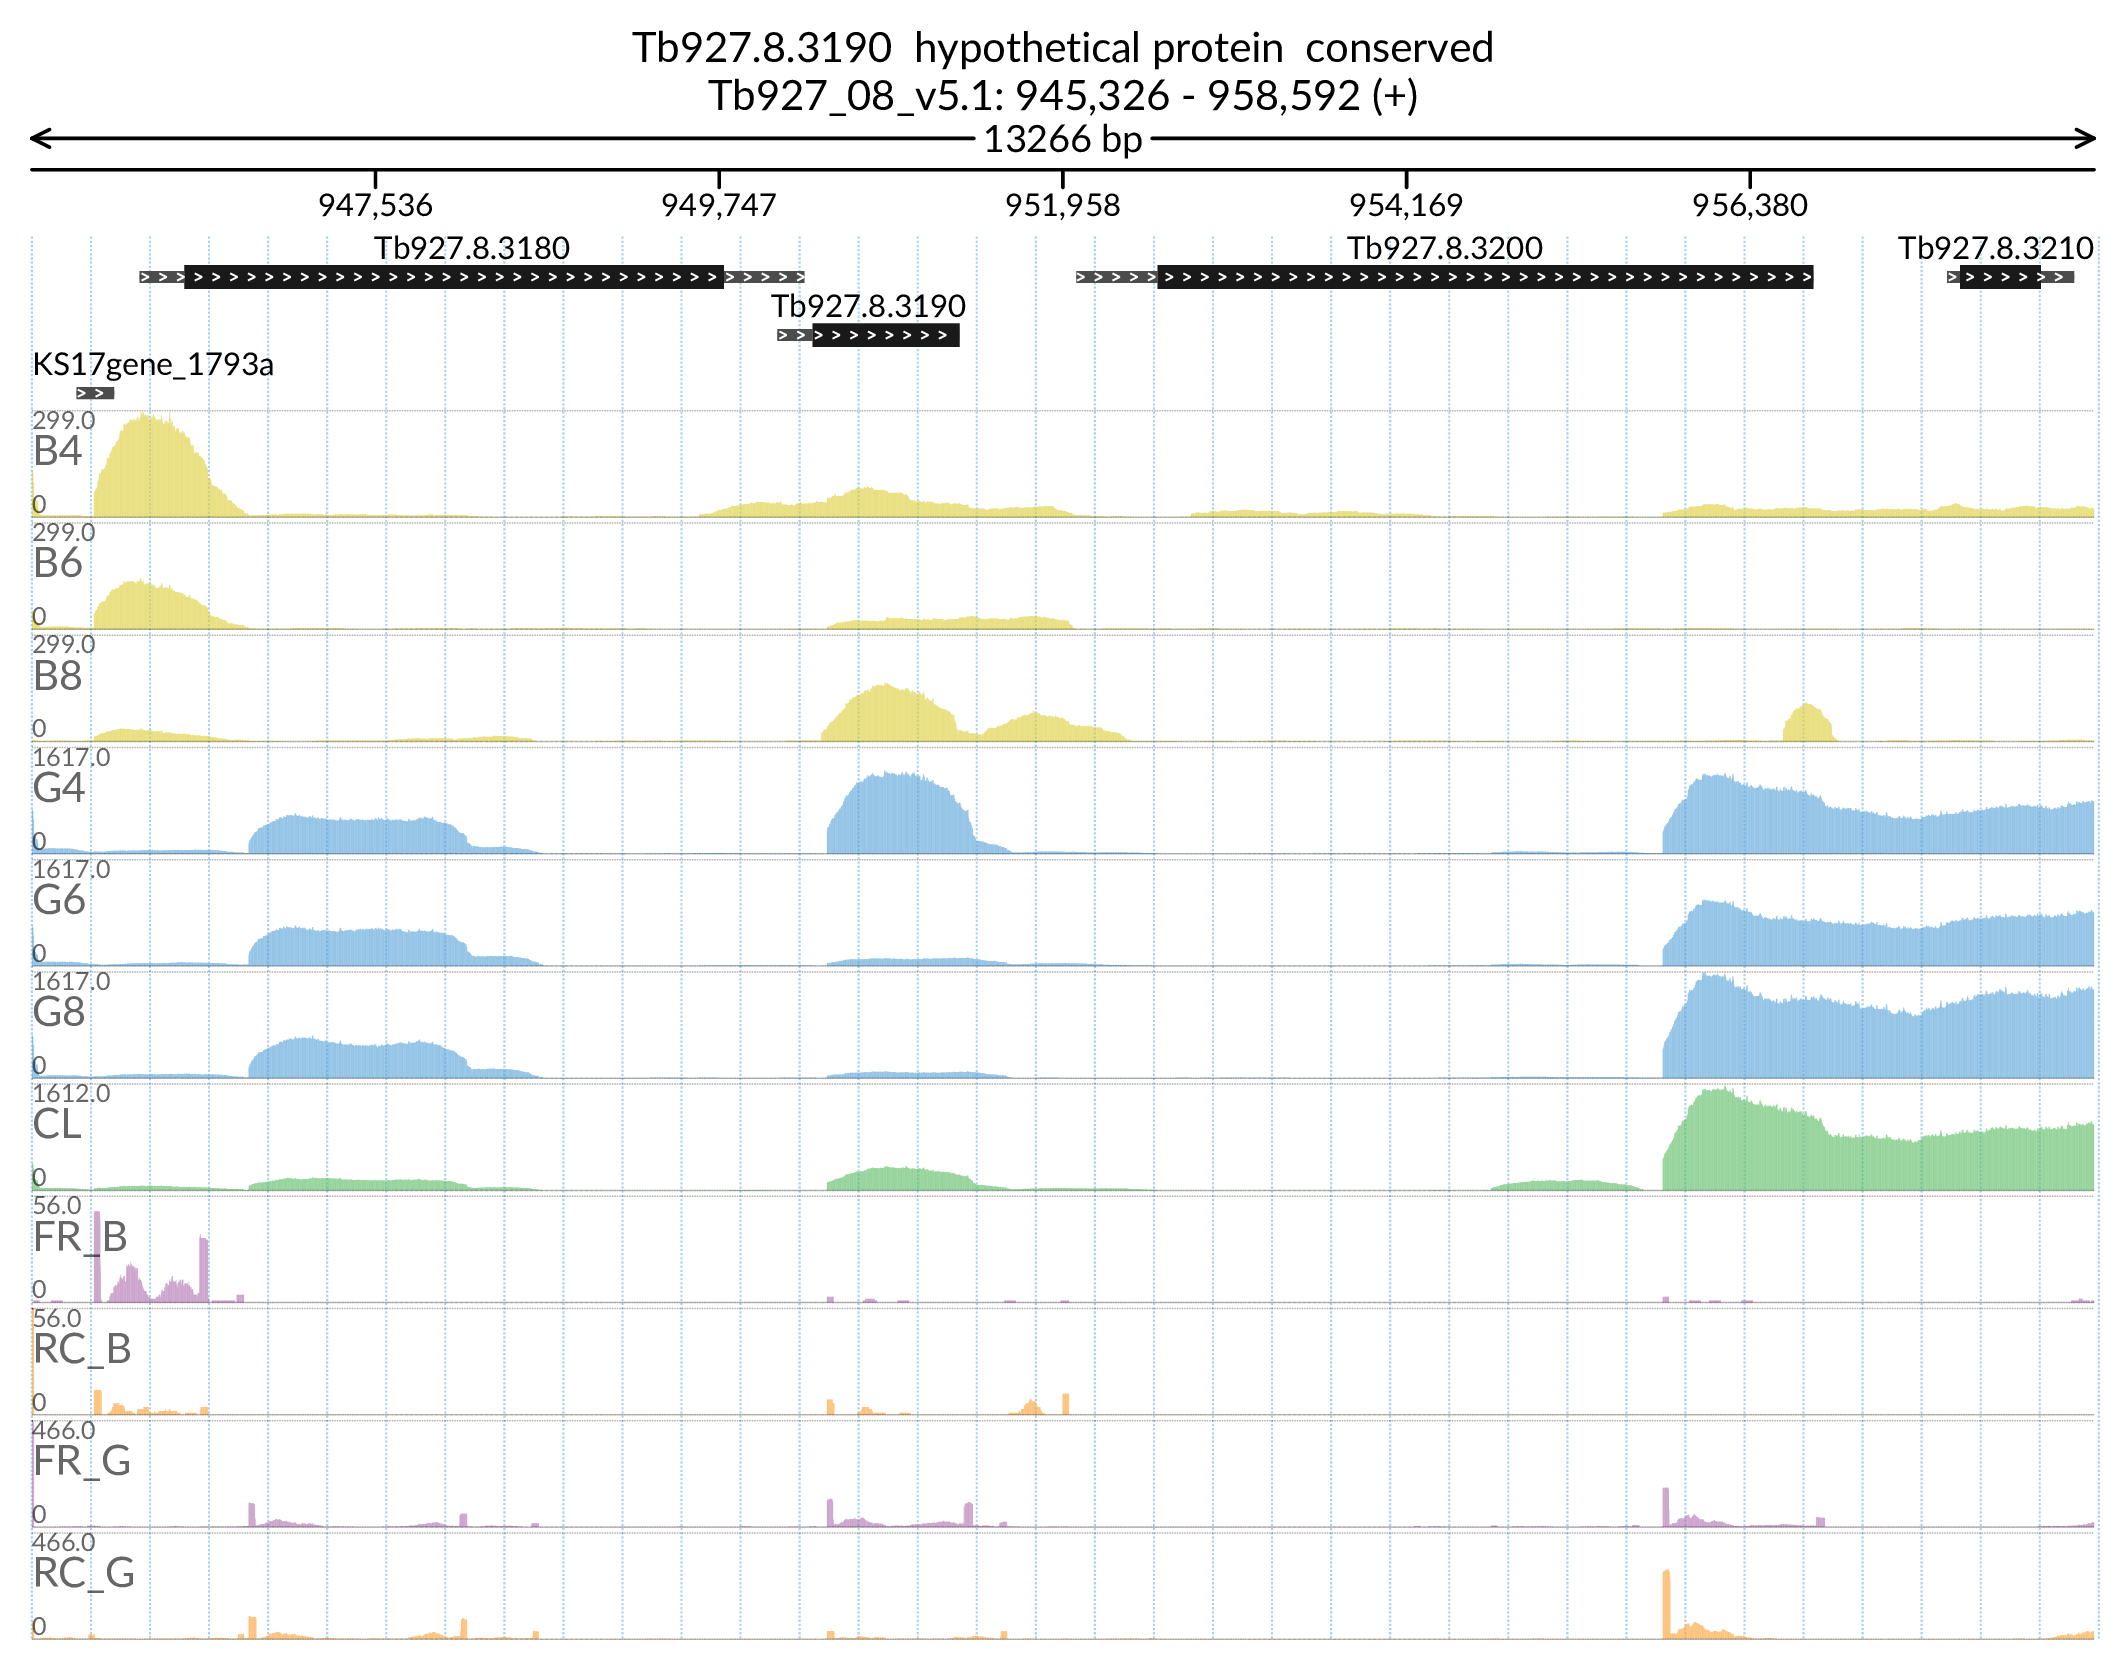 Tb927.8.3190  hypothetical protein  conserved
Tb927_08_v5.1: 945,326 - 958,592 (+)
13266 bp
947,536 949,747 951,958 954,169 956,380
Tb927.8.3180 Tb927.8.3200 Tb927.8.3210
Tb927.8.3190
KS17gene_1793a
299.0
B4
0
299.0
B6
0
299.0
B8
0
1617.0
G4
0
1617.0
G6
0
1617.0
G8
0
1612.0
CL
0
56.0
FR_B
0
56.0
RC_B
0
466.0
FR_G
0
466.0
RC_G
0